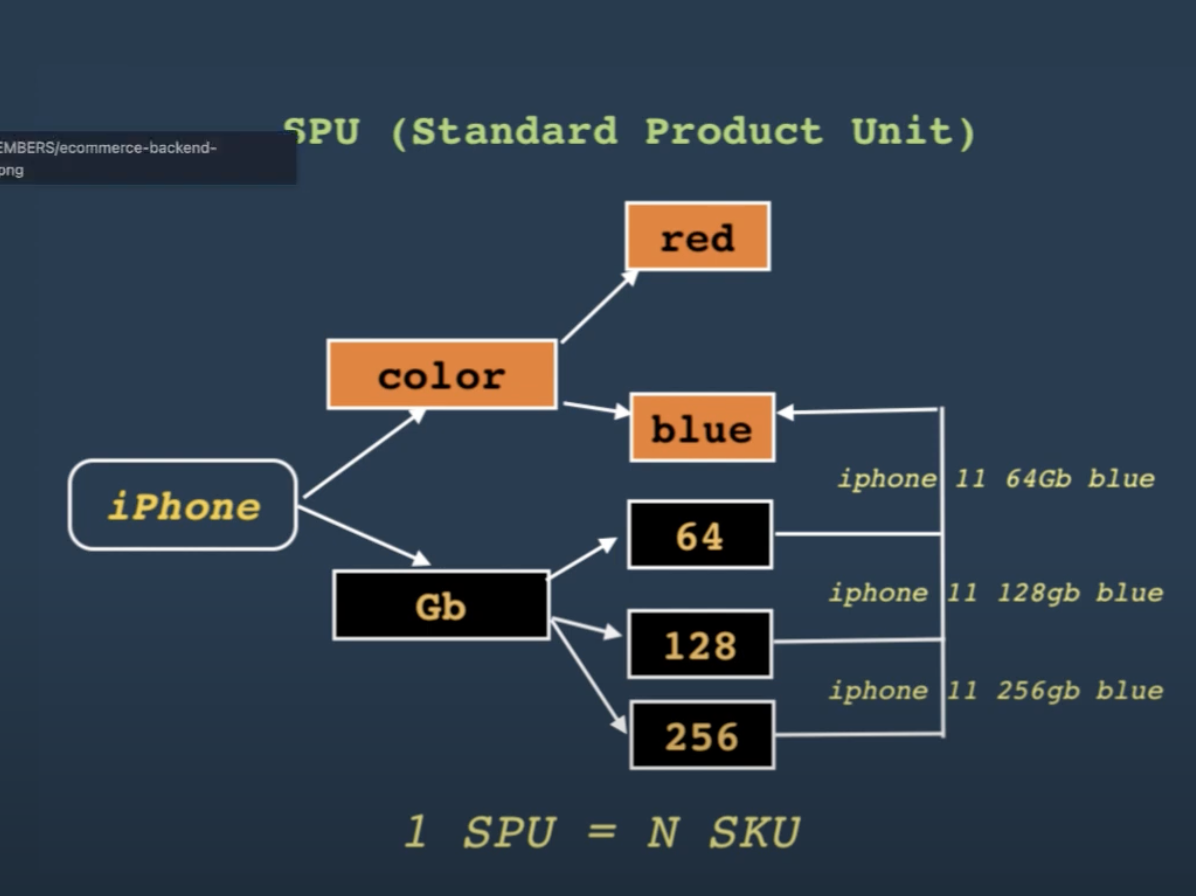 SPU (Standard Product Unit)
EMBERS/ecommerce-backend-
png
red
color
blue
iphone 11 64Gb blue
iPhone
64
iphone 11 128gb blue
Gb
128
iphone 11 256gb blue
256
1 SPU = N SKU